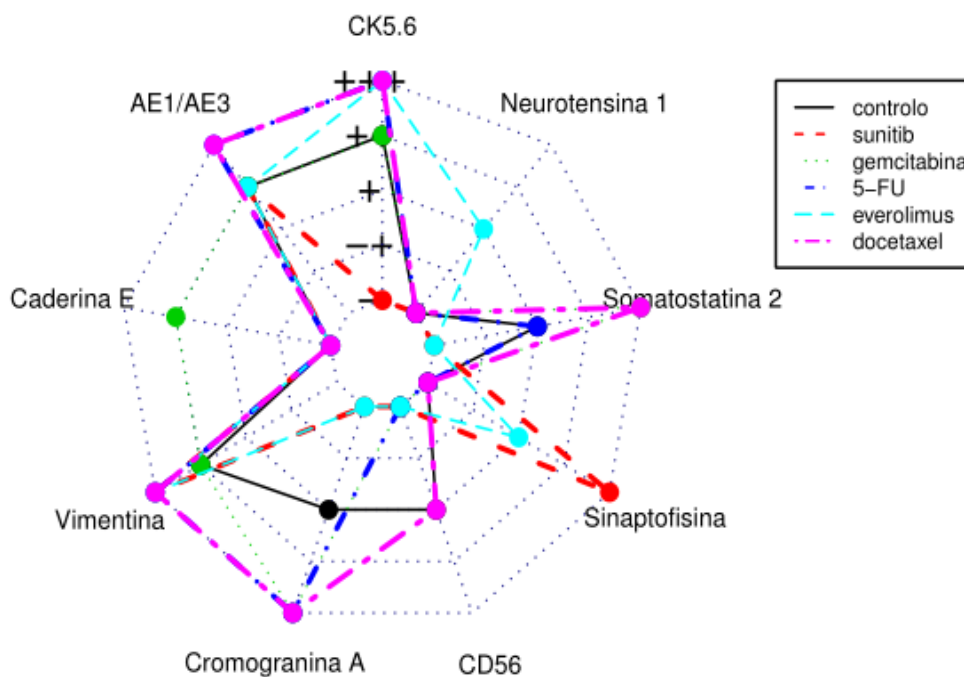 CK5.6
+++
AE1/AE3
Neurotensina 1
++
+
−+
Caderina E
−
Somatostatina 2
Vimentina
Sinaptofisina
Cromogranina A
CD56
controlo
sunitib
gemcitabina
5−FU
everolimus
docetaxel